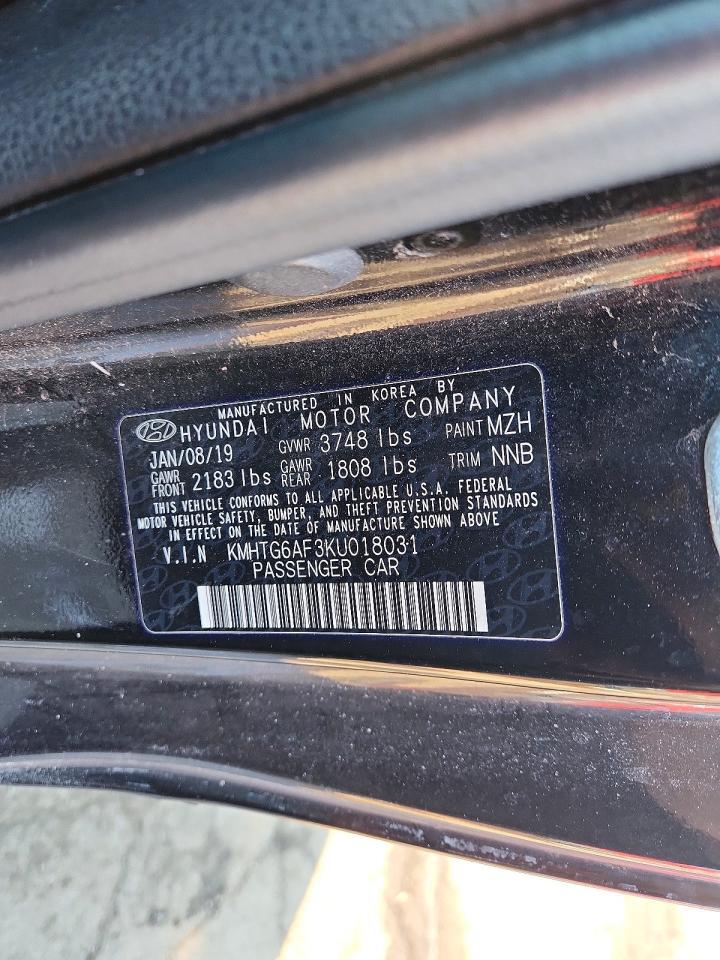 MANUFACTURED IN KOREA BY
HYUNDAI MOTOR COMPANY
JAN/08/19 GVWR 3748 lbs PAINT MZH
GAWR FRONT 2183 lbs GAWR REAR 1808 lbs TRIM NNB
THIS VEHICLE CONFORMS TO ALL APPLICABLE U.S.A. FEDERAL
MOTOR VEHICLE SAFETY, BUMPER, AND THEFT PREVENTION STANDARDS
IN EFFECT ON THE DATE OF MANUFACTURE SHOWN ABOVE
V.I.N KMHTG6AF3KU018031
PASSENGER CAR